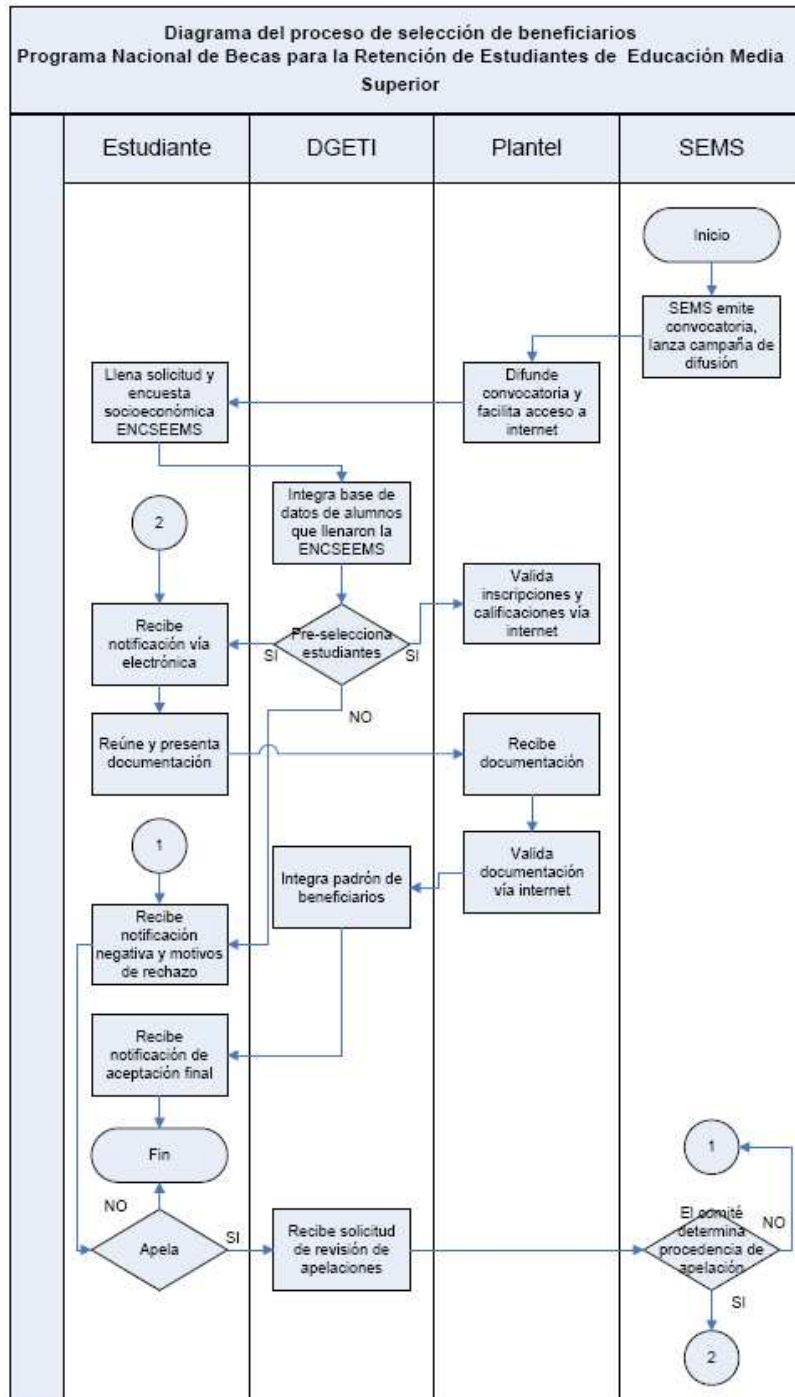 Diagrama del proceso de selección de beneficiarios
Programa Nacional de Becas para la Retención de Estudiantes de Educación Media
Superior
Estudiante
DGETI
Plantel
SEMS
Inicio
SEMS emite
convocatoria,
lanza campaña de
difusión
Difunde
convocatoria y
facilita acceso a
internet
Llena solicitud y
encuesta
socioeconómica
ENCSEEMS
Integra base de
datos de alumnos
que llenaron la
ENCSEEMS
2
Valida
inscripciones y
calificaciones vía
internet
Pre-selecciona
estudiantes
SI
SI
NO
Recibe
notificación vía
electrónica
Reúne y presenta
documentación
Recibe
documentación
1
Valida
documentación
vía internet
Integra padrón de
beneficiarios
Recibe
notificación
negativa y motivos
de rechazo
Recibe
notificación de
aceptación final
Fin
NO
Apela
SI
Recibe solicitud
de revisión de
apelaciones
1
El comité
determina
procedencia de
apelación
NO
SI
2